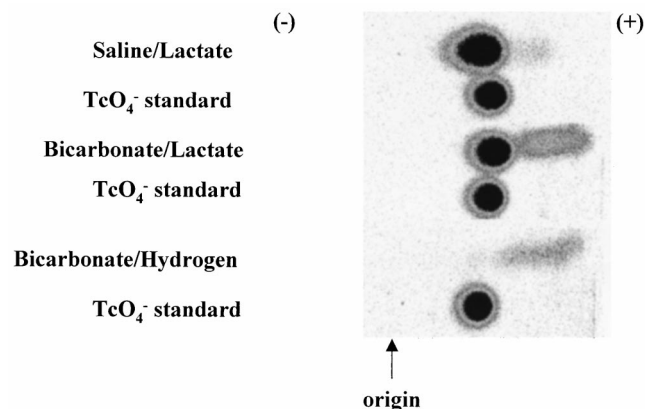 (-) (+)
Saline/Lactate
TcO₄⁻ standard
Bicarbonate/Lactate
TcO₄⁻ standard
Bicarbonate/Hydrogen
TcO₄⁻ standard
origin